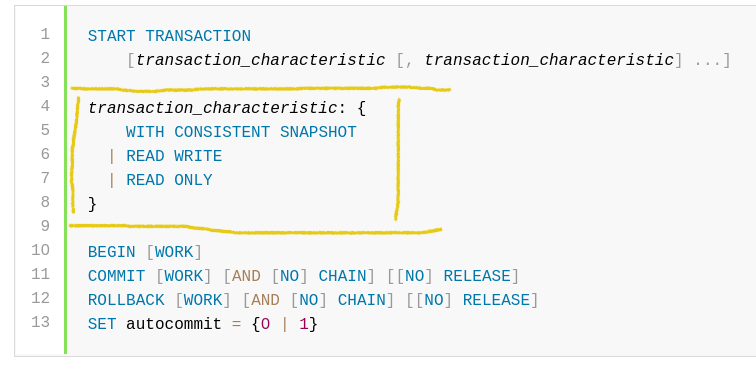 1 START TRANSACTION
2 [transaction_characteristic [, transaction_characteristic] ...]
3
4 transaction_characteristic: {
5 WITH CONSISTENT SNAPSHOT
6 | READ WRITE
7 | READ ONLY
8 }
9
10 BEGIN [WORK]
11 COMMIT [WORK] [AND [NO] CHAIN] [[NO] RELEASE]
12 ROLLBACK [WORK] [AND [NO] CHAIN] [[NO] RELEASE]
13 SET autocommit = {0 | 1}